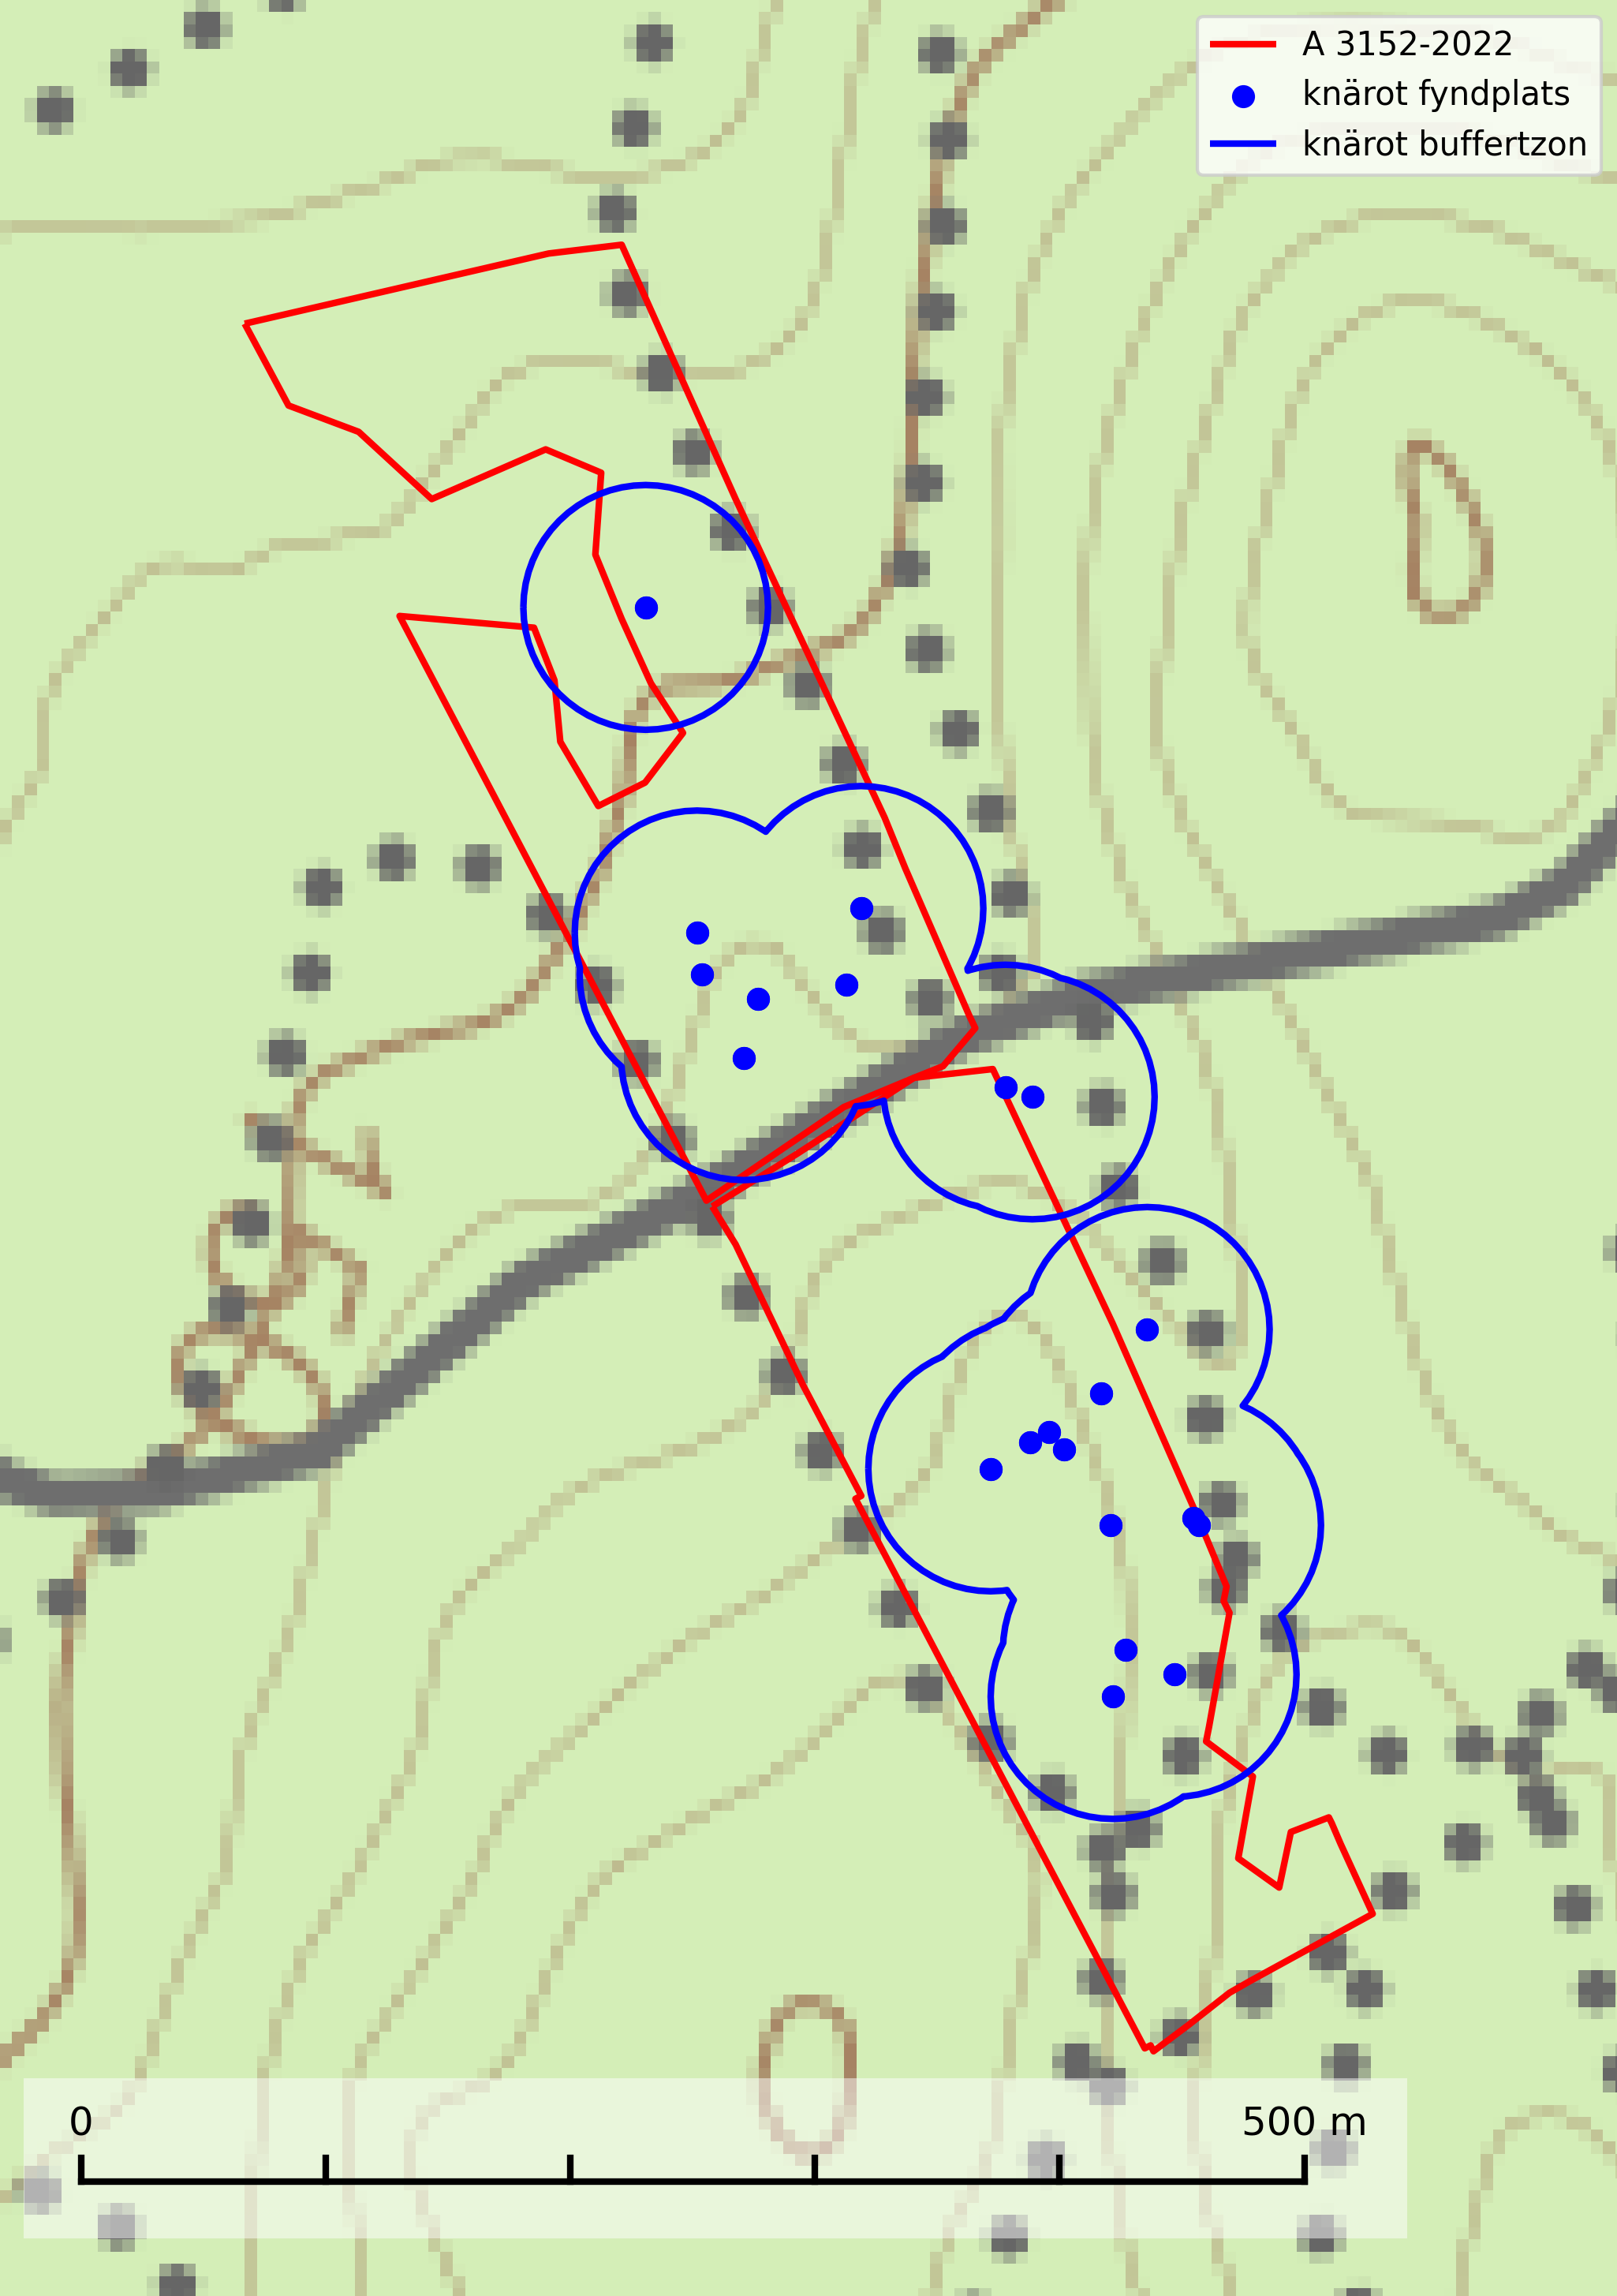 A 3152-2022
knärot fyndplats
knärot buffertzon
0
500 m